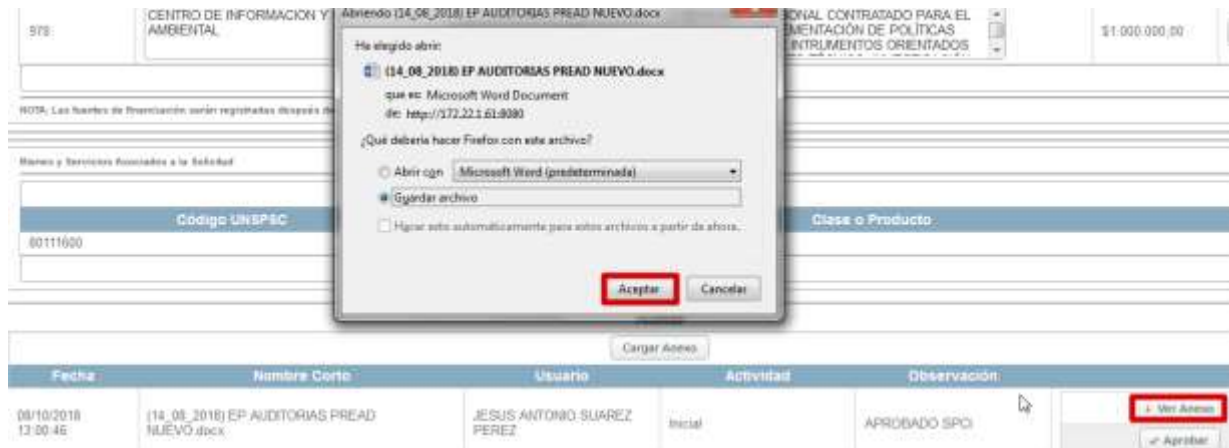 CENTRO DE INFORMACIÓN Y
AMBIENTAL
978
Abriendo (14_08_2018) EP AUDITORIAS PREAD NUEVO.docx
ONAL CONTRATADO PARA EL
MENTACIÓN DE POLÍTICAS
INTRUMENTOS ORIENTADOS
$1.000.000,00
Ha elegido abrir:
(14_08_2018) EP AUDITORIAS PREAD NUEVO.docx
que es: Microsoft Word Document
de: http://172.22.1.61:8080
¿Qué debería hacer Firefox con este archivo?
Abrir con Microsoft Word (predeterminada)
Guardar archivo
Hacer esto automáticamente para estos archivos a partir de ahora.
Aceptar Cancelar
NOTA: Las fuentes de financiación serán registradas después de
Bienes y Servicios Asociados a la Solicitud
Código UNSPSC Clase o Producto
80111600
Cargar Anexo
Fecha Nombre Corto Usuario Actividad Observación
08/10/2018
13:00:46
(14_08_2018) EP AUDITORIAS PREAD
NUEVO.docx
JESUS ANTONIO SUAREZ
PEREZ
Inicial
APROBADO SPCI
Ver Anexo
Aprobar